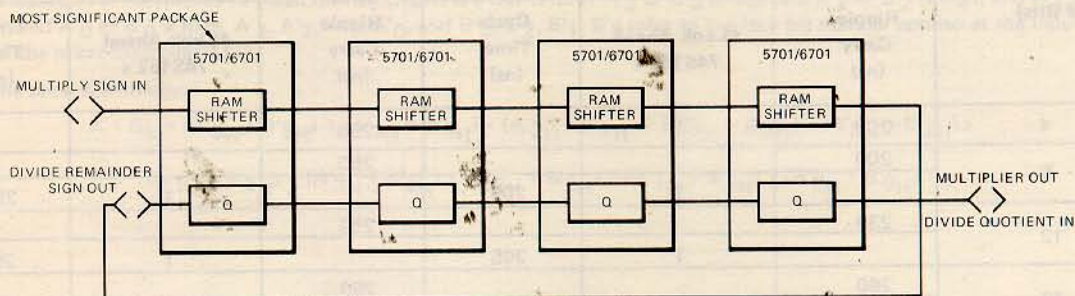 MOST SIGNIFICANT PACKAGE
5701/6701 5701/6701 5701/6701 5701/6701
MULTIPLY SIGN IN
RAM SHIFTER RAM SHIFTER RAM SHIFTER RAM SHIFTER
DIVIDE REMAINDER
SIGN OUT
Q Q Q Q
MULTIPLIER OUT
DIVIDE QUOTIENT IN